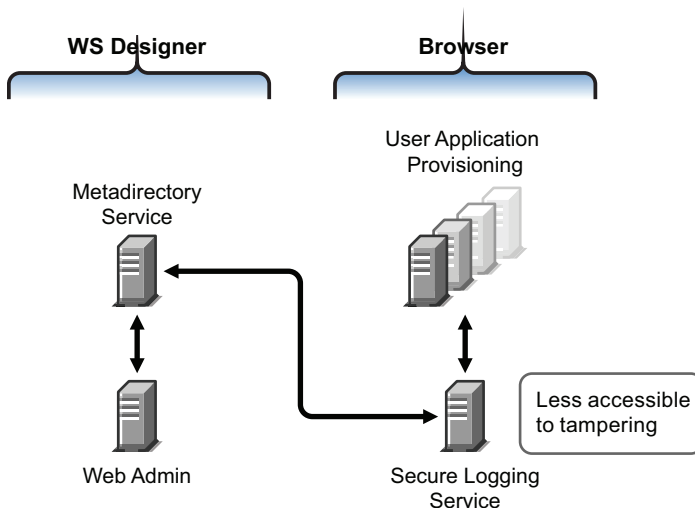 WS Designer
Browser
User Application
Provisioning
Metadirectory
Service
Less accessible
to tampering
Web Admin
Secure Logging
Service